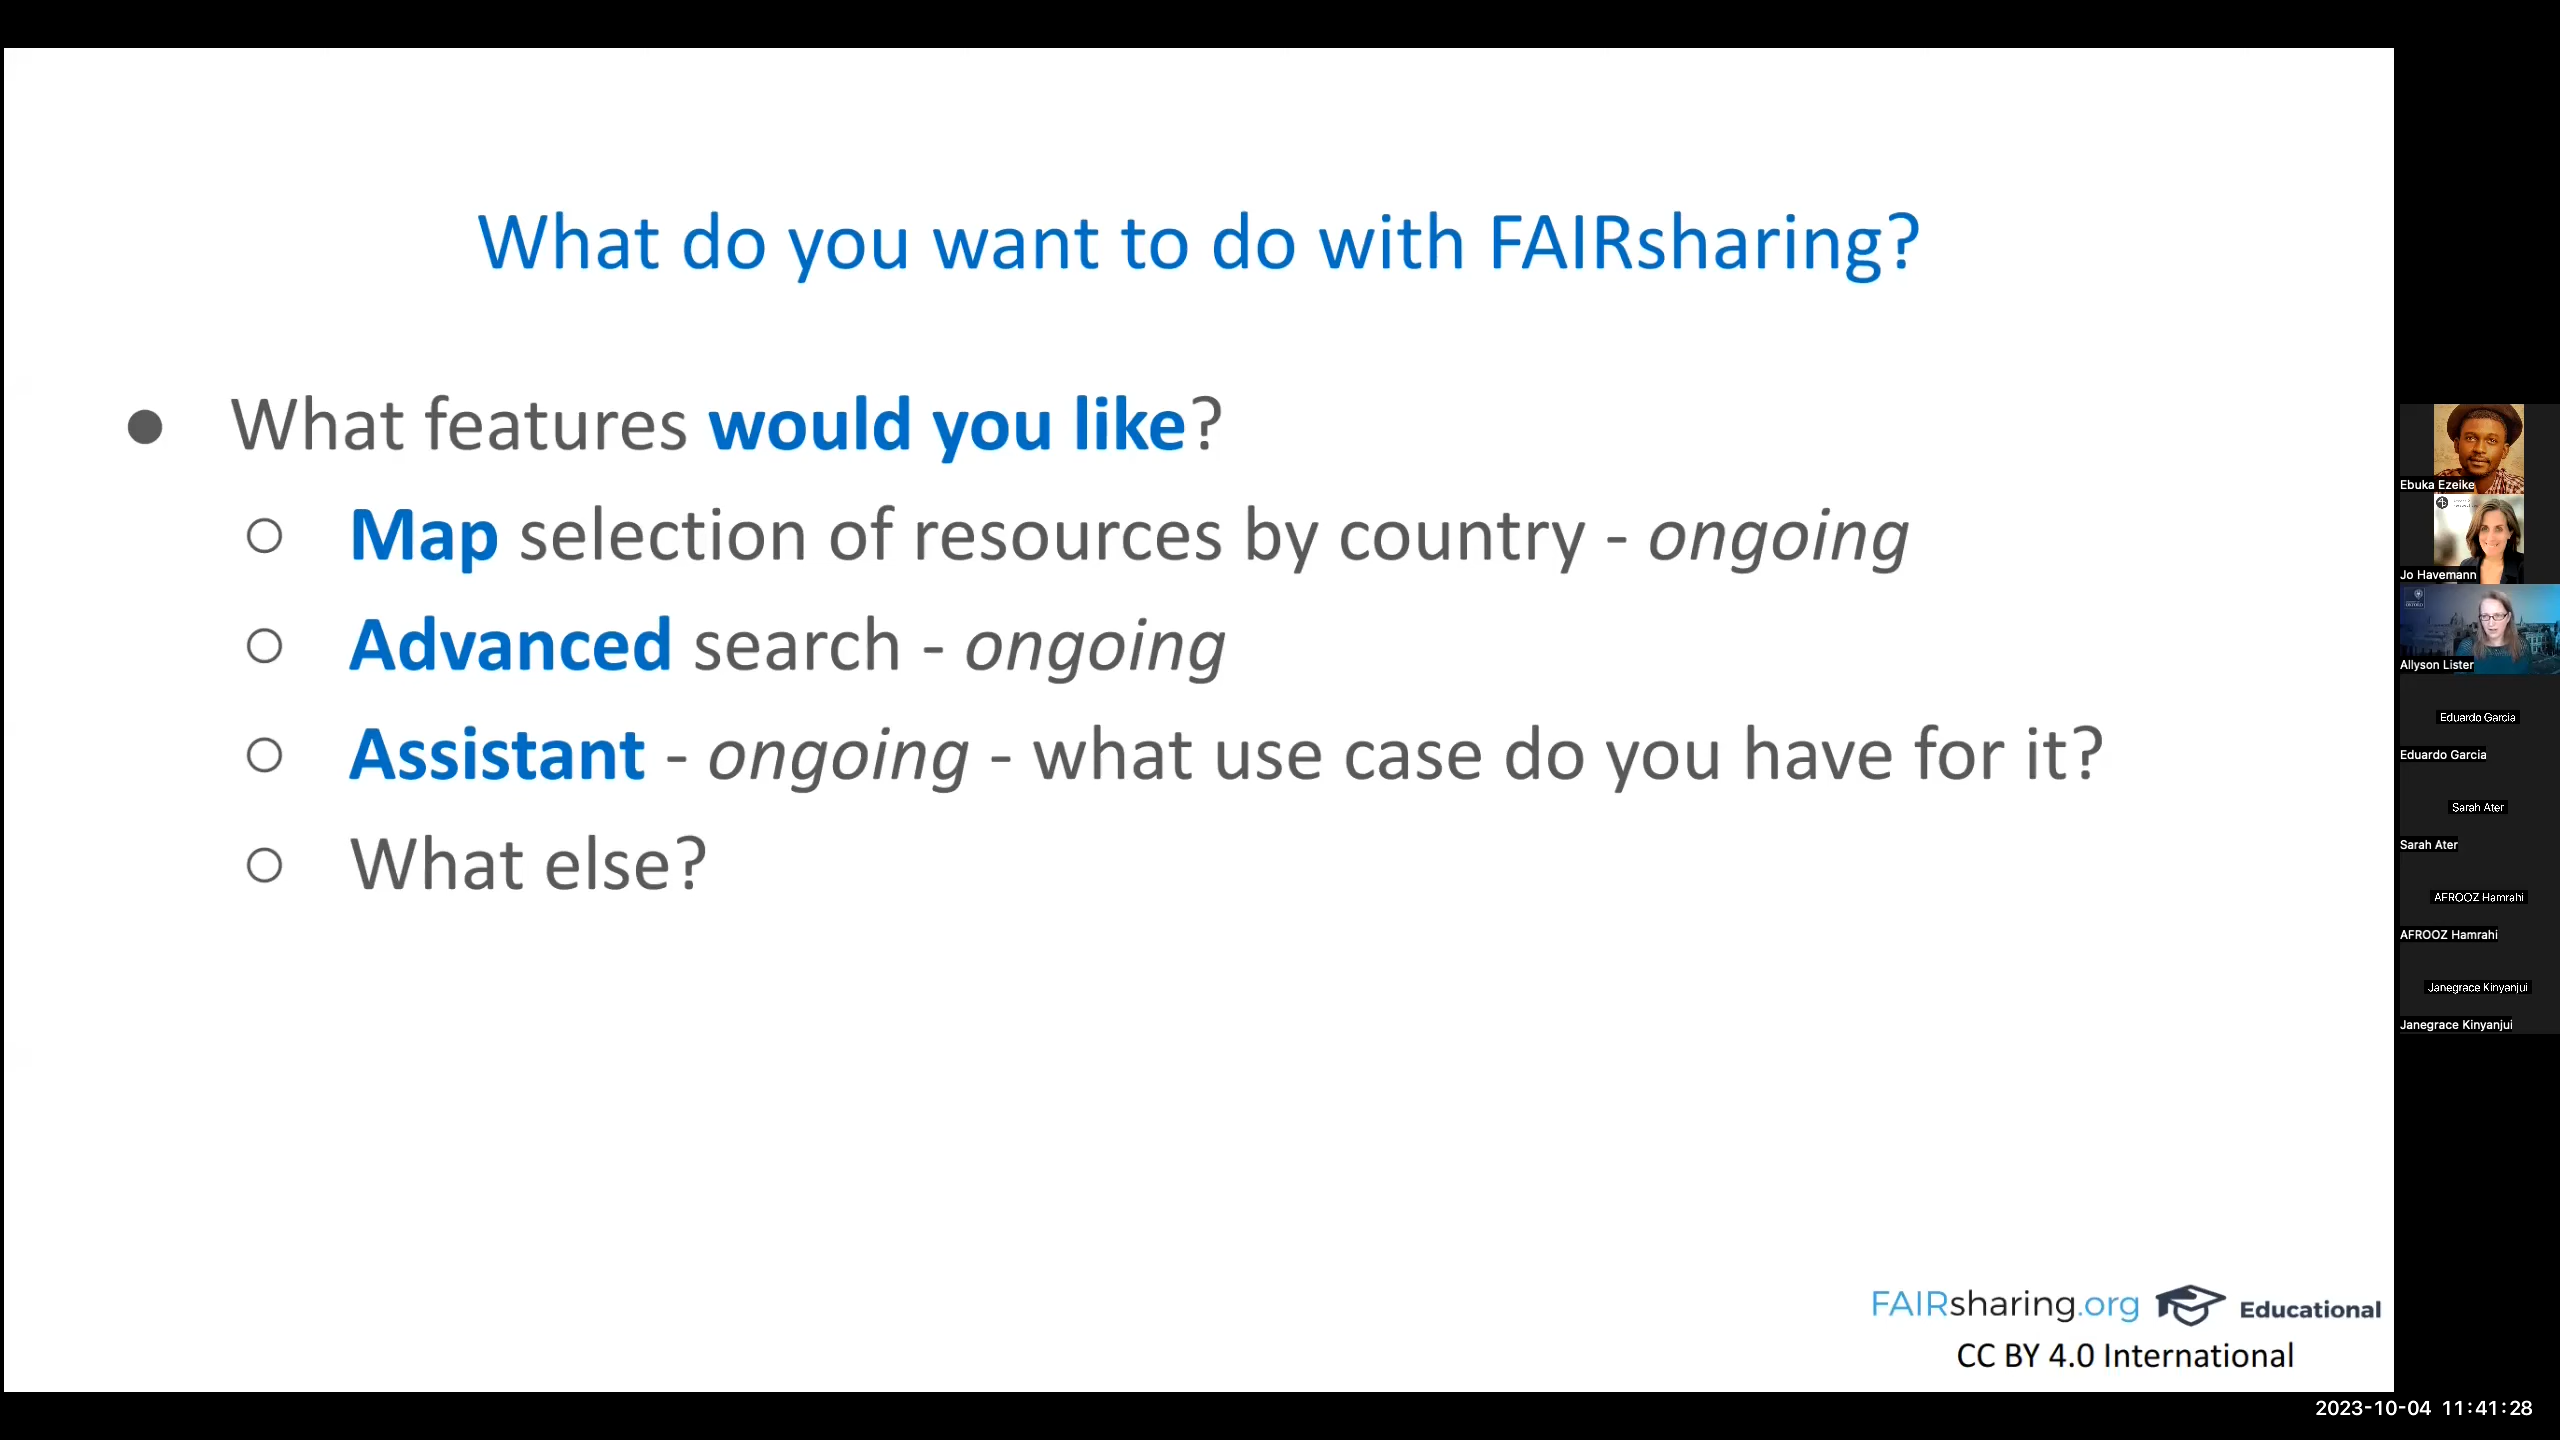 What do you want to do with FAIRsharing?
● What features would you like?
○ Map selection of resources by country - ongoing
○ Advanced search - ongoing
○ Assistant - ongoing - what use case do you have for it?
○ What else?
FAIRsharing.org Educational
CC BY 4.0 International
Ebuka Ezeike
Jo Havemann
Allyson Lister
Eduardo Garcia
Eduardo Garcia
Sarah Ater
Sarah Ater
AFROOZ Hamrahi
AFROOZ Hamrahi
Janegrace Kinyanjui
Janegrace Kinyanjui
2023-10-04 11:41:28